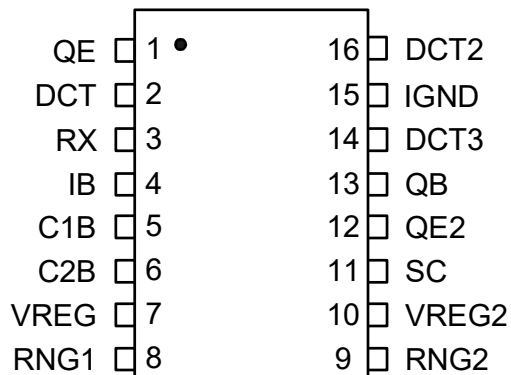 QE 1 16 DCT2
DCT 2 15 IGND
RX 3 14 DCT3
IB 4 13 QB
C1B 5 12 QE2
C2B 6 11 SC
VREG 7 10 VREG2
RNG1 8 9 RNG2